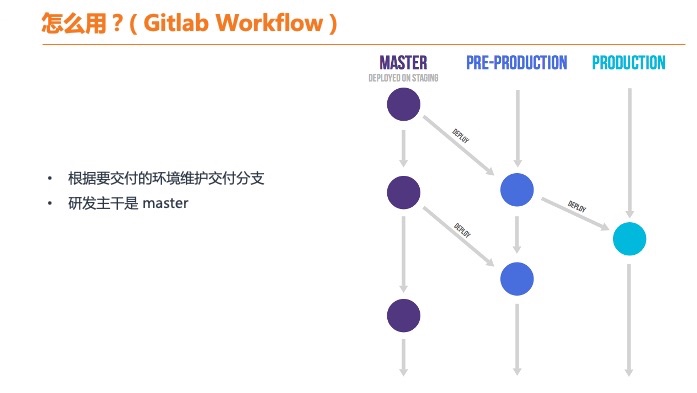 怎么用？( Gitlab Workflow )
MASTER
DEPLOYED ON STAGING
PRE-PRODUCTION
PRODUCTION
DEPLOY
• 根据要交付的环境维护交付分支
• 研发主干是 master
DEPLOY
DEPLOY